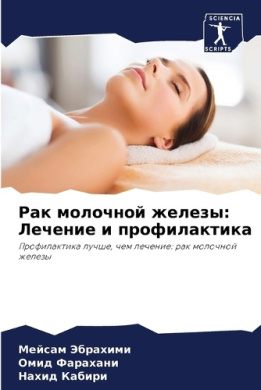 SCIENCIA
SCRIPTS
Рак молочной железы:
Лечение и профилактика
Профилактика лучше, чем лечение: рак молочной
железы
Мейсам Эбрахими
Омид Фарахани
Нахид Кабири